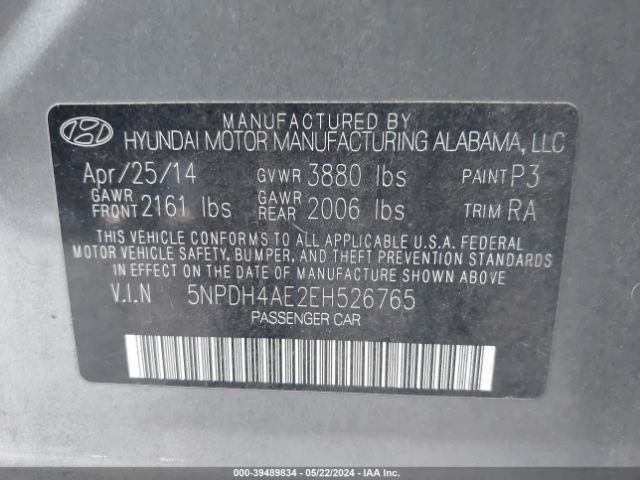 MANUFACTURED BY
HYUNDAI MOTOR MANUFACTURING ALABAMA, LLC
Apr/25/14 GVWR 3880 lbs PAINT P3
GAWR FRONT 2161 lbs GAWR REAR 2006 lbs TRIM RA
THIS VEHICLE CONFORMS TO ALL APPLICABLE U.S.A. FEDERAL
MOTOR VEHICLE SAFETY, BUMPER, AND THEFT PREVENTION STANDARDS
IN EFFECT ON THE DATE OF MANUFACTURE SHOWN ABOVE.
V.I.N 5NPDH4AE2EH526765
PASSENGER CAR
000-39489834 - 05/22/2024 - IAA, Inc.